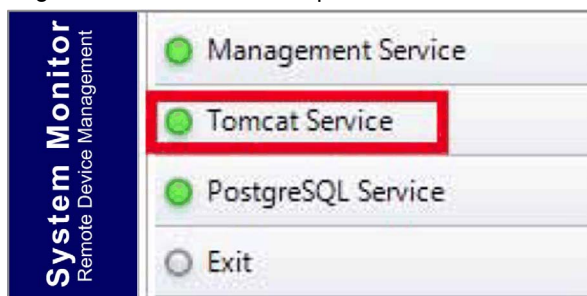 System Monitor
Remote Device Management
Management Service
Tomcat Service
PostgreSQL Service
Exit